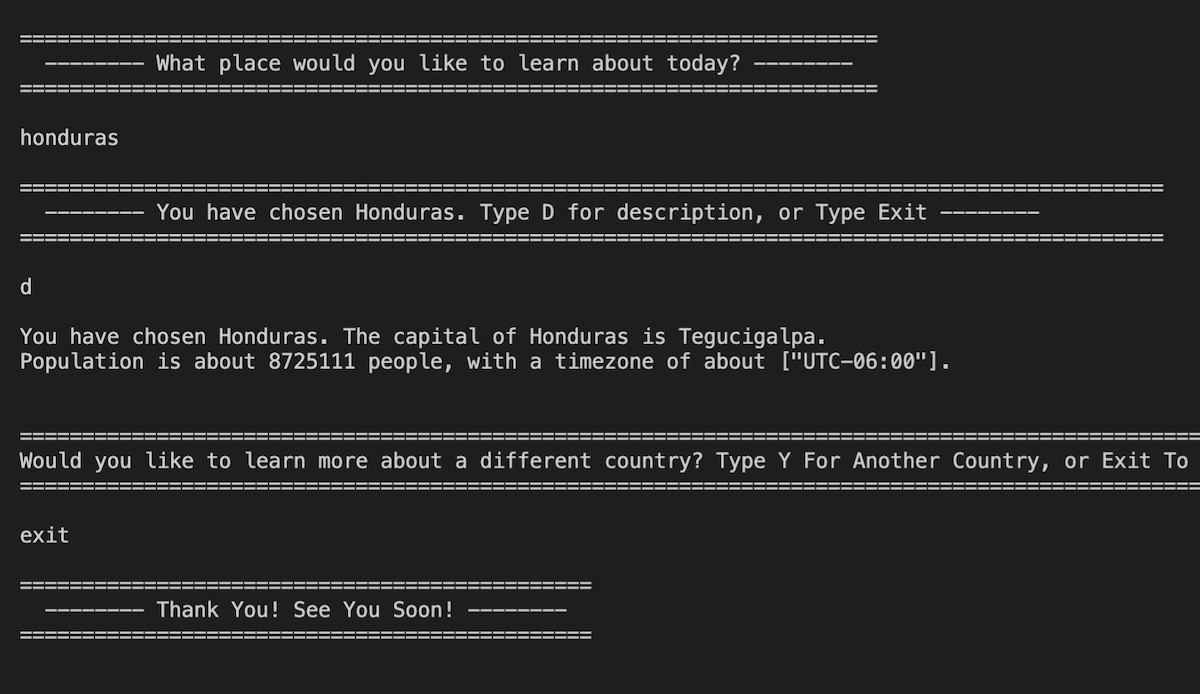 =====================================================================
-------- What place would you like to learn about today? --------
=====================================================================
honduras
============================================================================================
-------- You have chosen Honduras. Type D for description, or Type Exit --------
============================================================================================
d
You have chosen Honduras. The capital of Honduras is Tegucigalpa.
Population is about 8725111 people, with a timezone of about ["UTC-06:00"].
===============================================================================================
Would you like to learn more about a different country? Type Y For Another Country, or Exit To
===============================================================================================
exit
==============================================
-------- Thank You! See You Soon! --------
==============================================